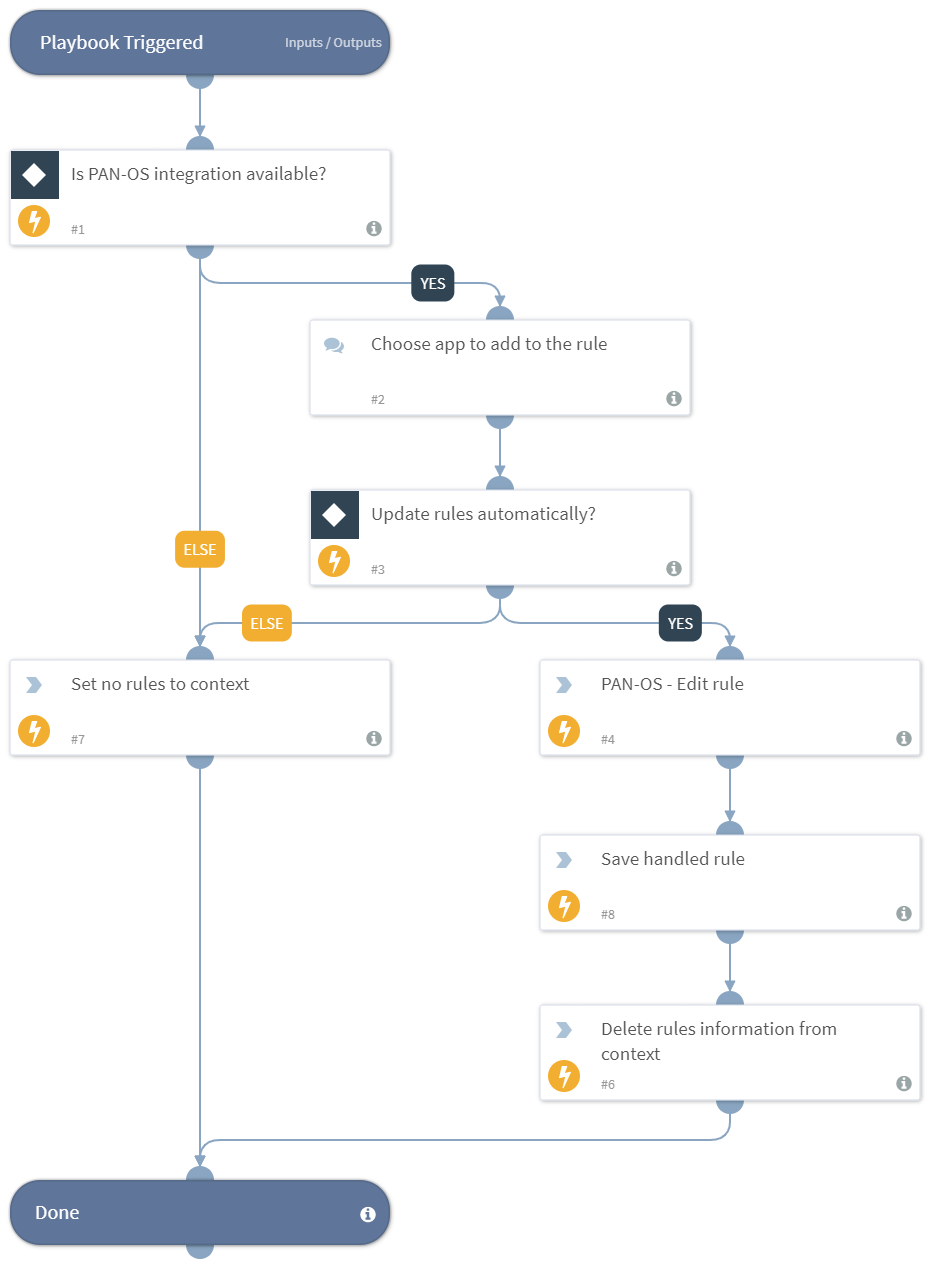 Playbook Triggered
Inputs / Outputs
Is PAN-OS integration available?
#1
YES
Choose app to add to the rule
#2
Update rules automatically?
#3
ELSE
ELSE
YES
Set no rules to context
#7
PAN-OS - Edit rule
#4
Save handled rule
#8
Delete rules information from
context
#6
Done